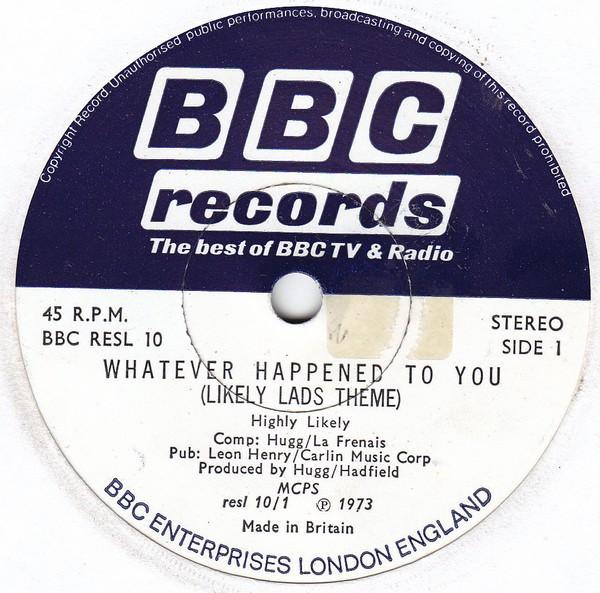 Copyright Record. Unauthorised public performances, broadcasting and copying of this record prohibited
BBC
records
The best of BBC TV & Radio
45 R.P.M.
BBC RESL 10
STEREO
SIDE 1
WHATEVER HAPPENED TO YOU
(LIKELY LADS THEME)
Highly Likely
Comp: Hugg/La Frenais
Pub: Leon Henry/Carlin Music Corp
Produced by Hugg/Hadfield
MCPS
resl 10/1 Ⓟ 1973
Made in Britain
BBC ENTERPRISES LONDON ENGLAND